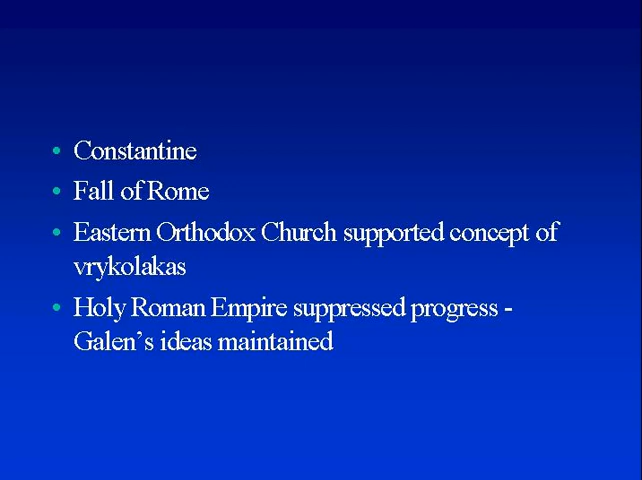 • Constantine
• Fall of Rome
• Eastern Orthodox Church supported concept of
vrykolakas
• Holy Roman Empire suppressed progress -
Galen’s ideas maintained